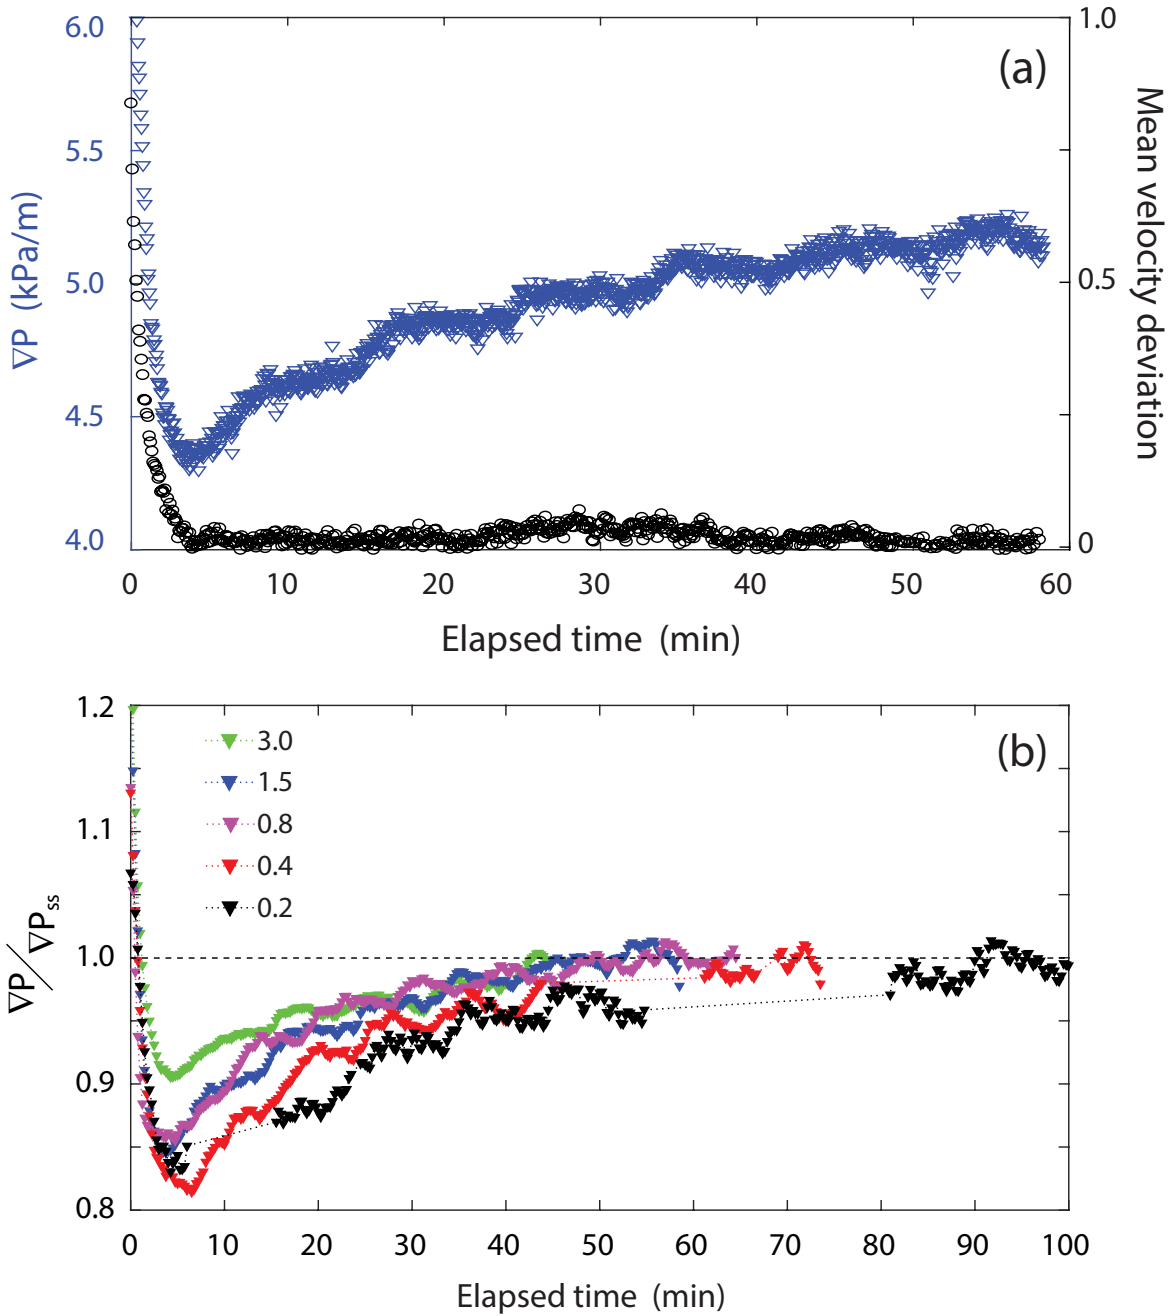 (a)
6.0
5.5
5.0
4.5
4.0
∇P (kPa/m)
1.0
0.5
0
Mean velocity deviation
0 10 20 30 40 50 60
Elapsed time (min)
(b)
1.2
1.1
1.0
0.9
0.8
∇P/∇Pss
3.0
1.5
0.8
0.4
0.2
0 10 20 30 40 50 60 70 80 90 100
Elapsed time (min)